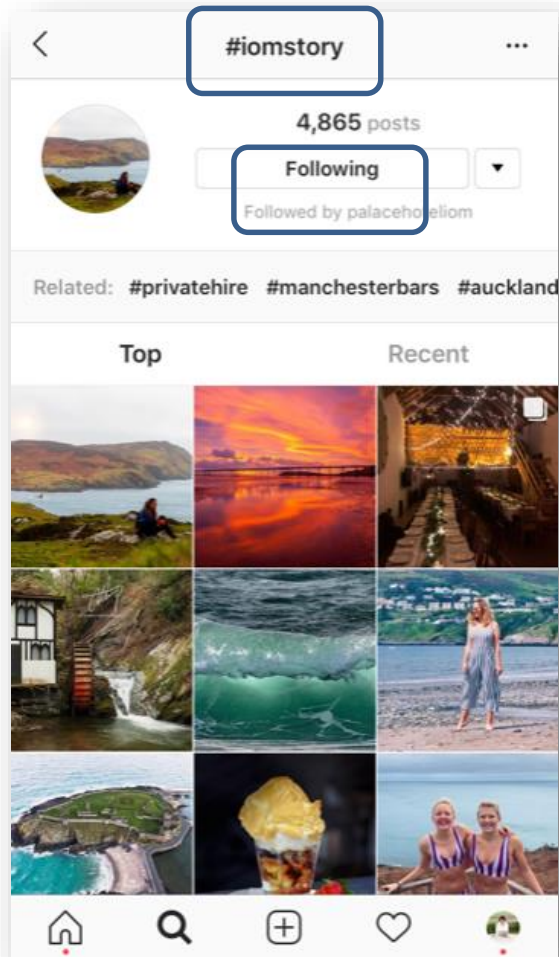 #iomstory
4,865 posts
Following
Followed by palacehoteliom
Related: #privatehire #manchesterbars #auckland
Top Recent